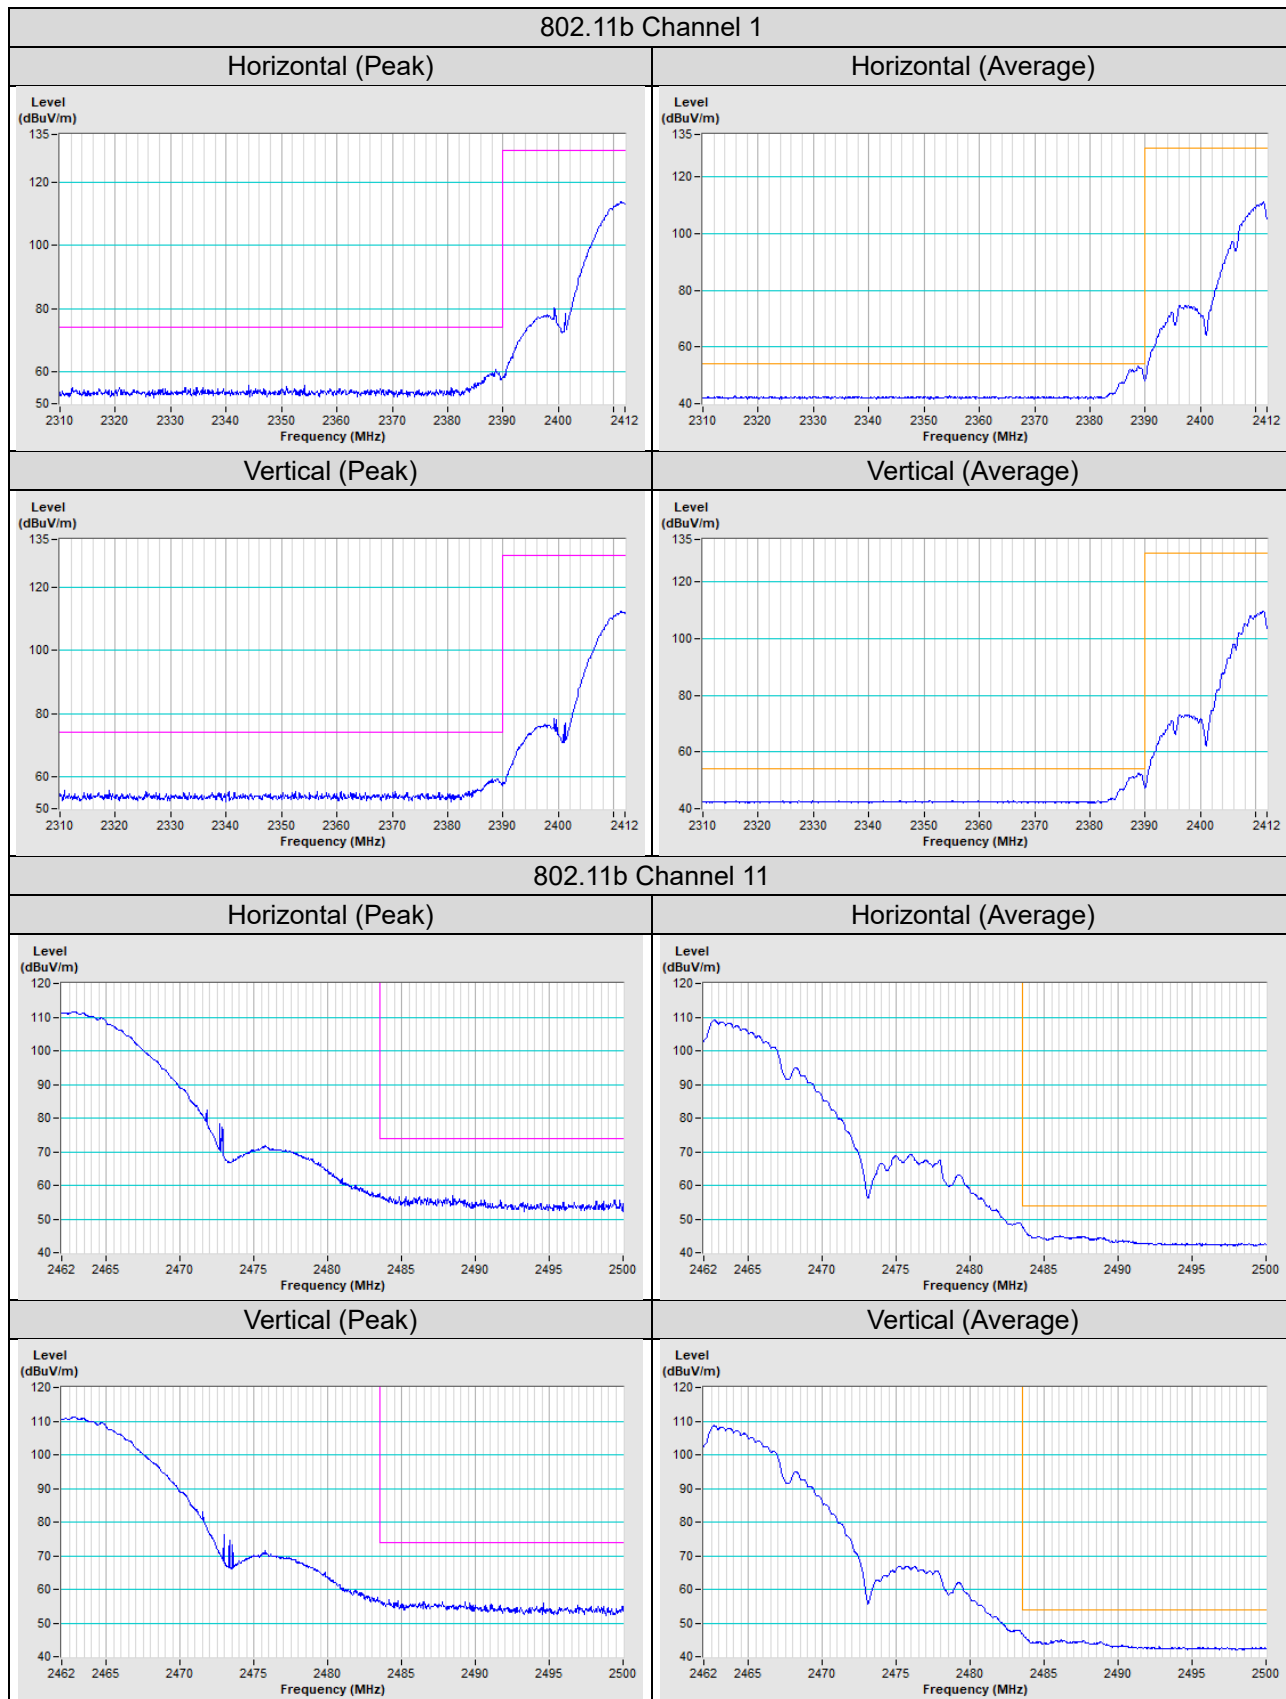 802.11b Channel 1
Horizontal (Peak)
Horizontal (Average)
Level
(dBuV/m)
135
120
100
80
60
50
2310 2320 2330 2340 2350 2360 2370 2380 2390 2400 2412
Frequency (MHz)
Level
(dBuV/m)
135
120
100
80
60
40
2310 2320 2330 2340 2350 2360 2370 2380 2390 2400 2412
Frequency (MHz)
Vertical (Peak)
Vertical (Average)
Level
(dBuV/m)
135
120
100
80
60
50
2310 2320 2330 2340 2350 2360 2370 2380 2390 2400 2412
Frequency (MHz)
Level
(dBuV/m)
135
120
100
80
60
40
2310 2320 2330 2340 2350 2360 2370 2380 2390 2400 2412
Frequency (MHz)
802.11b Channel 11
Horizontal (Peak)
Horizontal (Average)
Level
(dBuV/m)
120
110
100
90
80
70
60
50
40
2462 2465 2470 2475 2480 2485 2490 2495 2500
Frequency (MHz)
Level
(dBuV/m)
120
110
100
90
80
70
60
50
40
2462 2465 2470 2475 2480 2485 2490 2495 2500
Frequency (MHz)
Vertical (Peak)
Vertical (Average)
Level
(dBuV/m)
120
110
100
90
80
70
60
50
40
2462 2465 2470 2475 2480 2485 2490 2495 2500
Frequency (MHz)
Level
(dBuV/m)
120
110
100
90
80
70
60
50
40
2462 2465 2470 2475 2480 2485 2490 2495 2500
Frequency (MHz)